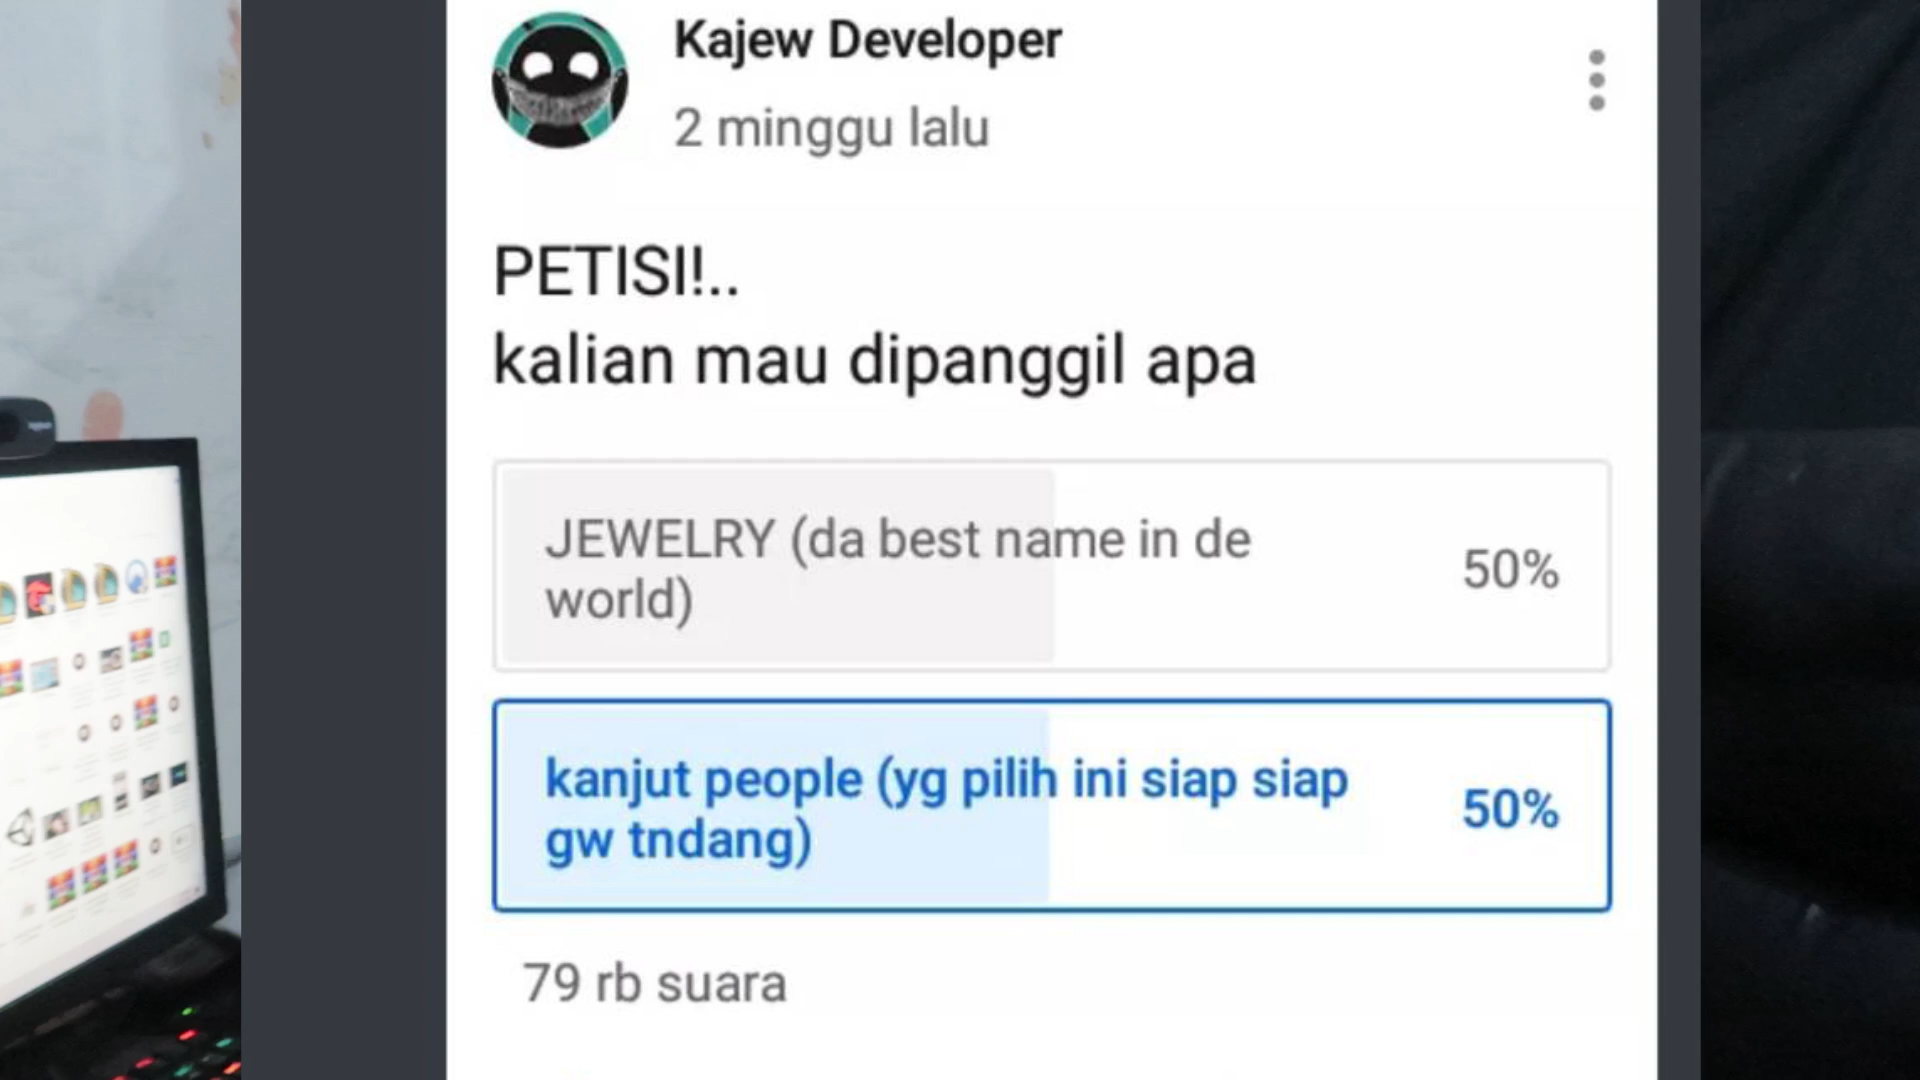 Kajew Developer
2 minggu lalu
PETISI!..
kalian mau dipanggil apa
JEWELRY (da best name in de
world)
50%
kanjut people (yg pilih ini siap siap
gw tndang)
50%
79 rb suara